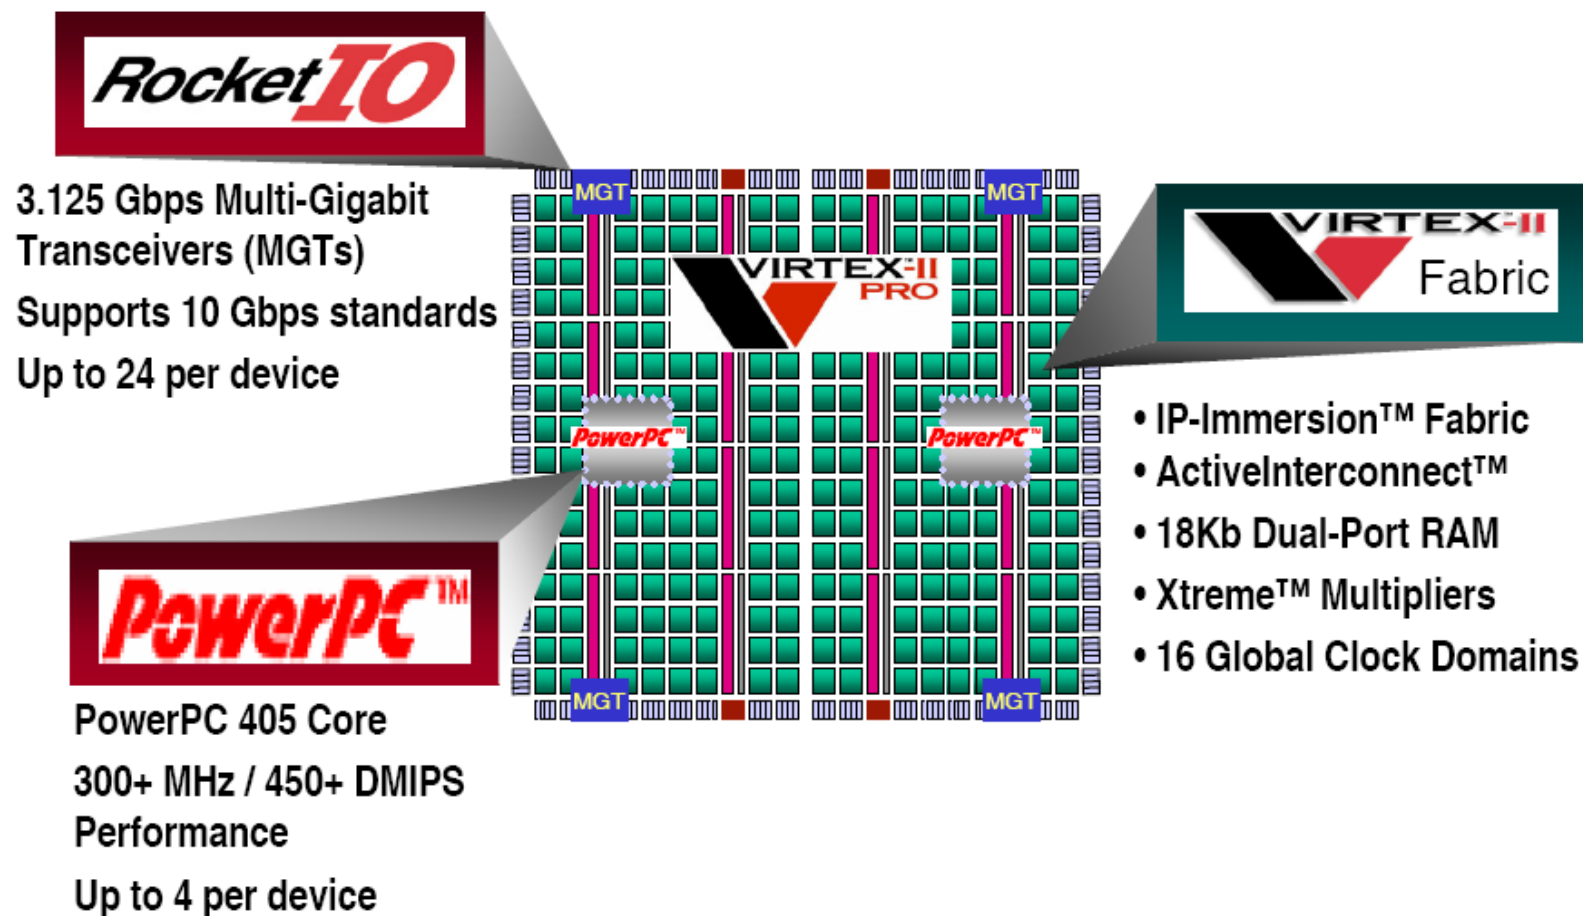 RocketIO
3.125 Gbps Multi-Gigabit
Transceivers (MGTs)
Supports 10 Gbps standards
Up to 24 per device
MGT
MGT
VIRTEX™-II
PRO
VIRTEX™-II
Fabric
PowerPC™
PowerPC™
• IP-Immersion™ Fabric
• ActiveInterconnect™
• 18Kb Dual-Port RAM
• Xtreme™ Multipliers
• 16 Global Clock Domains
PowerPC™
MGT
MGT
PowerPC 405 Core
300+ MHz / 450+ DMIPS
Performance
Up to 4 per device